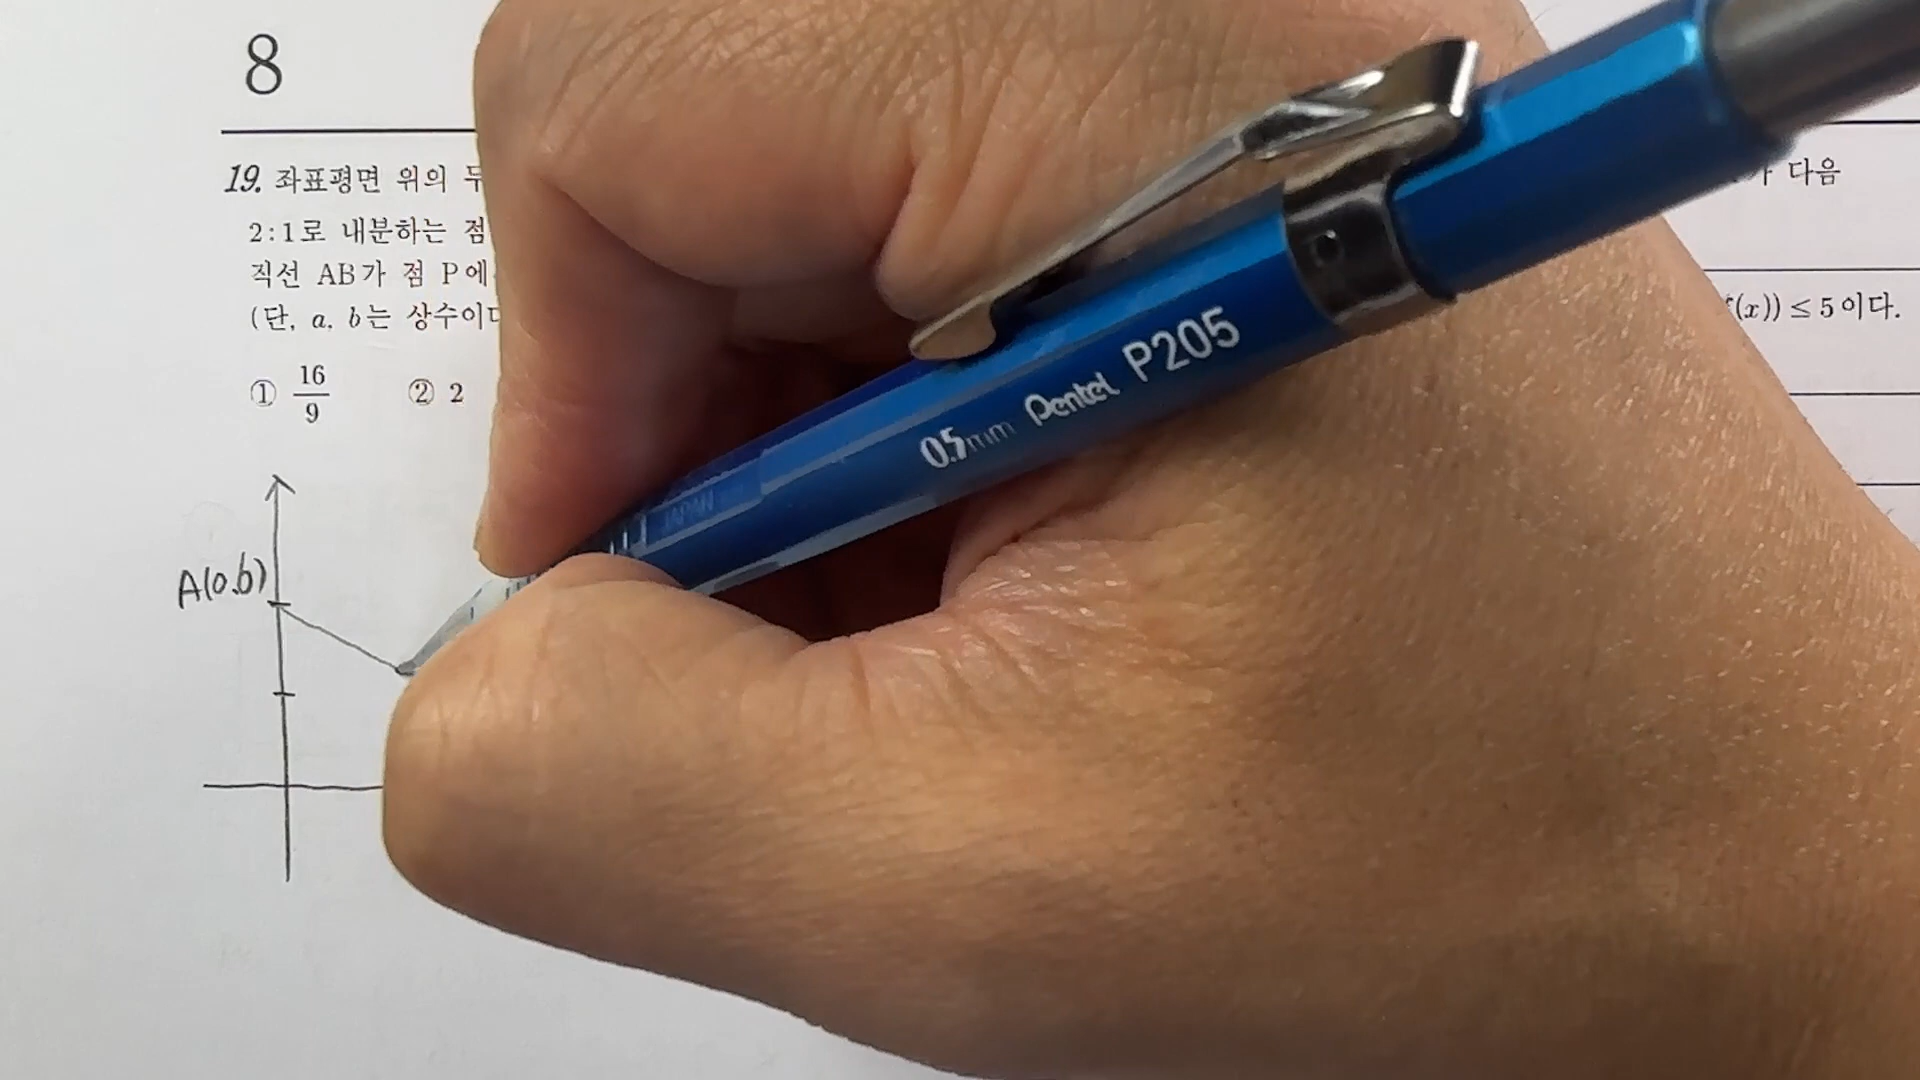 8
19. 좌표평면 위의
2:1로 내분하는 점
직선 AB가 점 P에
(단, a, b는 상수이다
① 16/9 ② 2
A(0,b)
다음
(x)) ≤ 5이다.
0.5mm Pentel P205
JAPAN